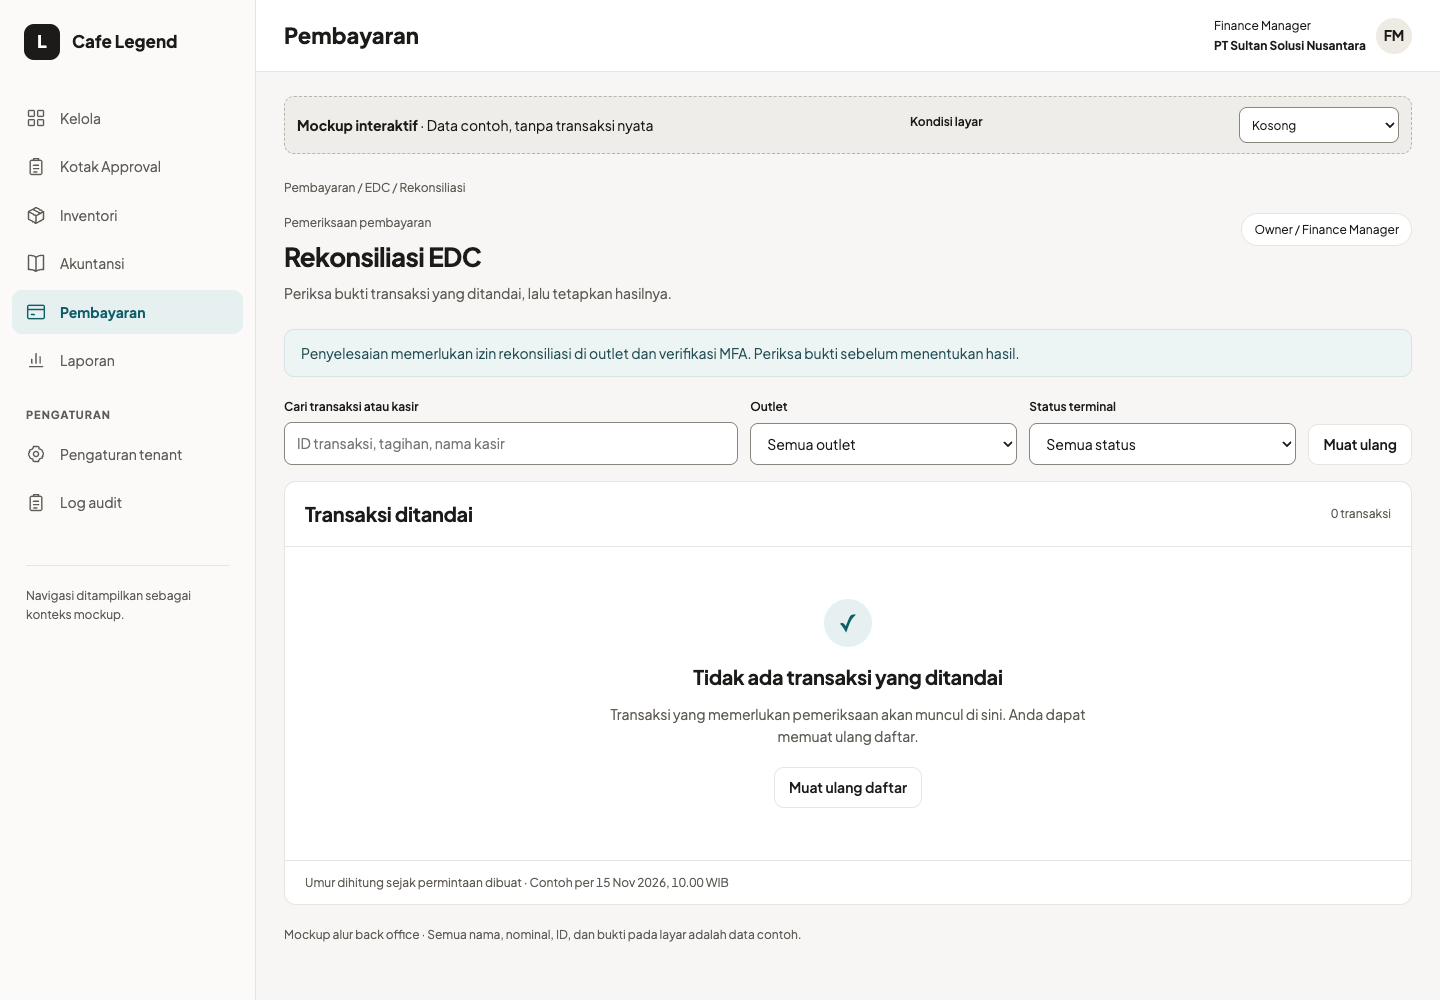 L
Cafe Legend
Kelola
Kotak Approval
Inventori
Akuntansi
Pembayaran
Laporan
PENGATURAN
Pengaturan tenant
Log audit
Navigasi ditampilkan sebagai
konteks mockup.
Pembayaran
Finance Manager
PT Sultan Solusi Nusantara
FM
Mockup interaktif · Data contoh, tanpa transaksi nyata
Kondisi layar
Kosong
Pembayaran / EDC / Rekonsiliasi
Pemeriksaan pembayaran
Rekonsiliasi EDC
Periksa bukti transaksi yang ditandai, lalu tetapkan hasilnya.
Owner / Finance Manager
Penyelesaian memerlukan izin rekonsiliasi di outlet dan verifikasi MFA. Periksa bukti sebelum menentukan hasil.
Cari transaksi atau kasir
ID transaksi, tagihan, nama kasir
Outlet
Semua outlet
Status terminal
Semua status
Muat ulang
Transaksi ditandai
0 transaksi
Tidak ada transaksi yang ditandai
Transaksi yang memerlukan pemeriksaan akan muncul di sini. Anda dapat
memuat ulang daftar.
Muat ulang daftar
Umur dihitung sejak permintaan dibuat · Contoh per 15 Nov 2026, 10.00 WIB
Mockup alur back office · Semua nama, nominal, ID, dan bukti pada layar adalah data contoh.